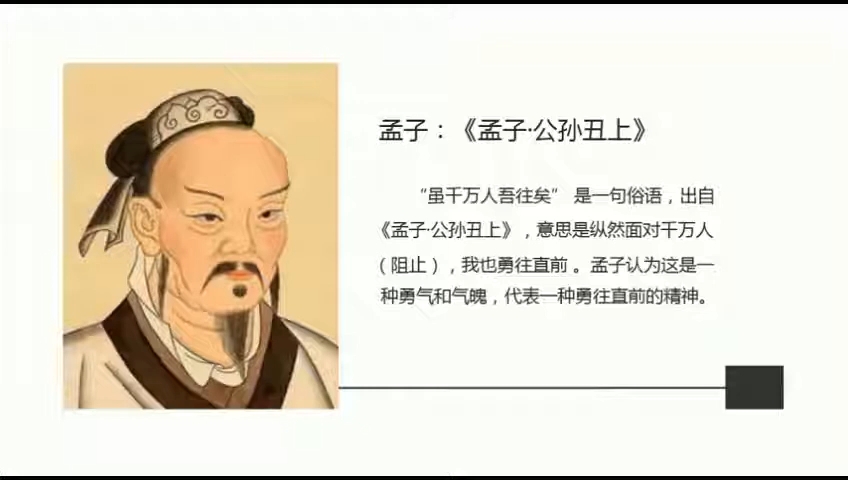 孟子：《孟子·公孙丑上》
“虽千万人吾往矣” 是一句俗语，出自
《孟子·公孙丑上》，意思是纵然面对千万人
（阻止），我也勇往直前。孟子认为这是一
种勇气和气魄，代表一种勇往直前的精神。